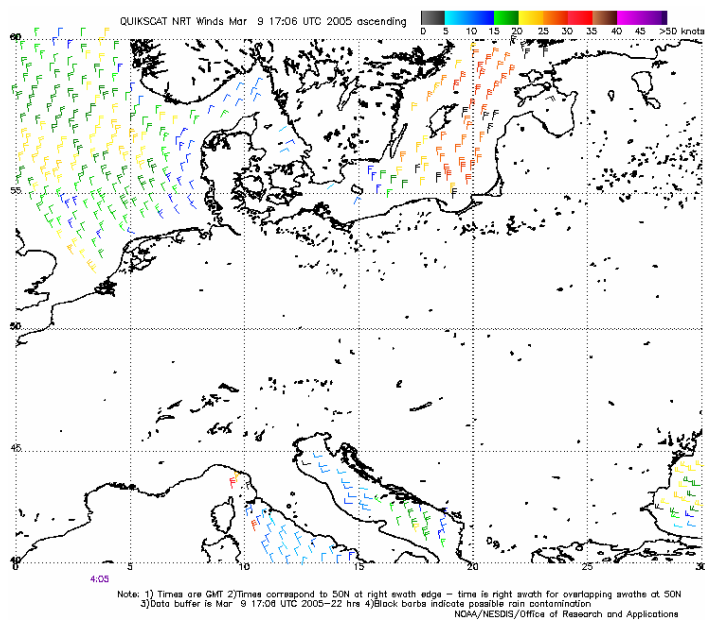 QUIKSCAT NRT Winds Mar 9 17:06 UTC 2005 ascending
0 5 10 15 20 25 30 35 40 45 >50 knots
60
55
50
45
40
0 5 10 15 20 25 30
4:05
Note: 1) Times are GMT 2)Times correspond to 50N at right swath edge - time is right swath for overlapping swaths at 50N
3)Data buffer is Mar 9 17:06 UTC 2005-22 hrs 4)Black barbs indicate possible rain contamination
NOAA/NESDIS/Office of Research and Applications